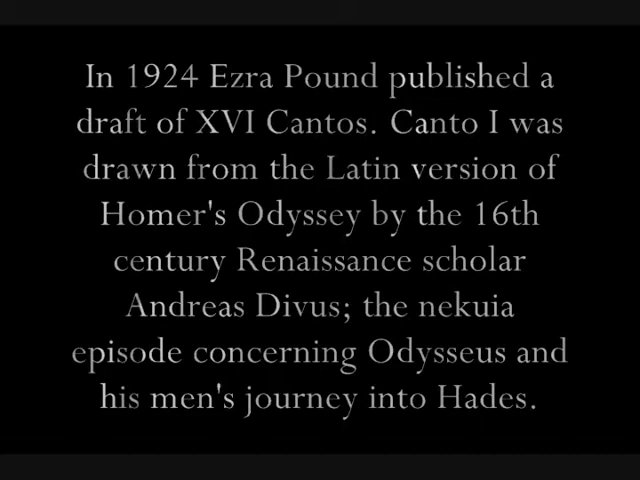 In 1924 Ezra Pound published a
draft of XVI Cantos. Canto I was
drawn from the Latin version of
Homer's Odyssey by the 16th
century Renaissance scholar
Andreas Divus; the nekuia
episode concerning Odysseus and
his men's journey into Hades.